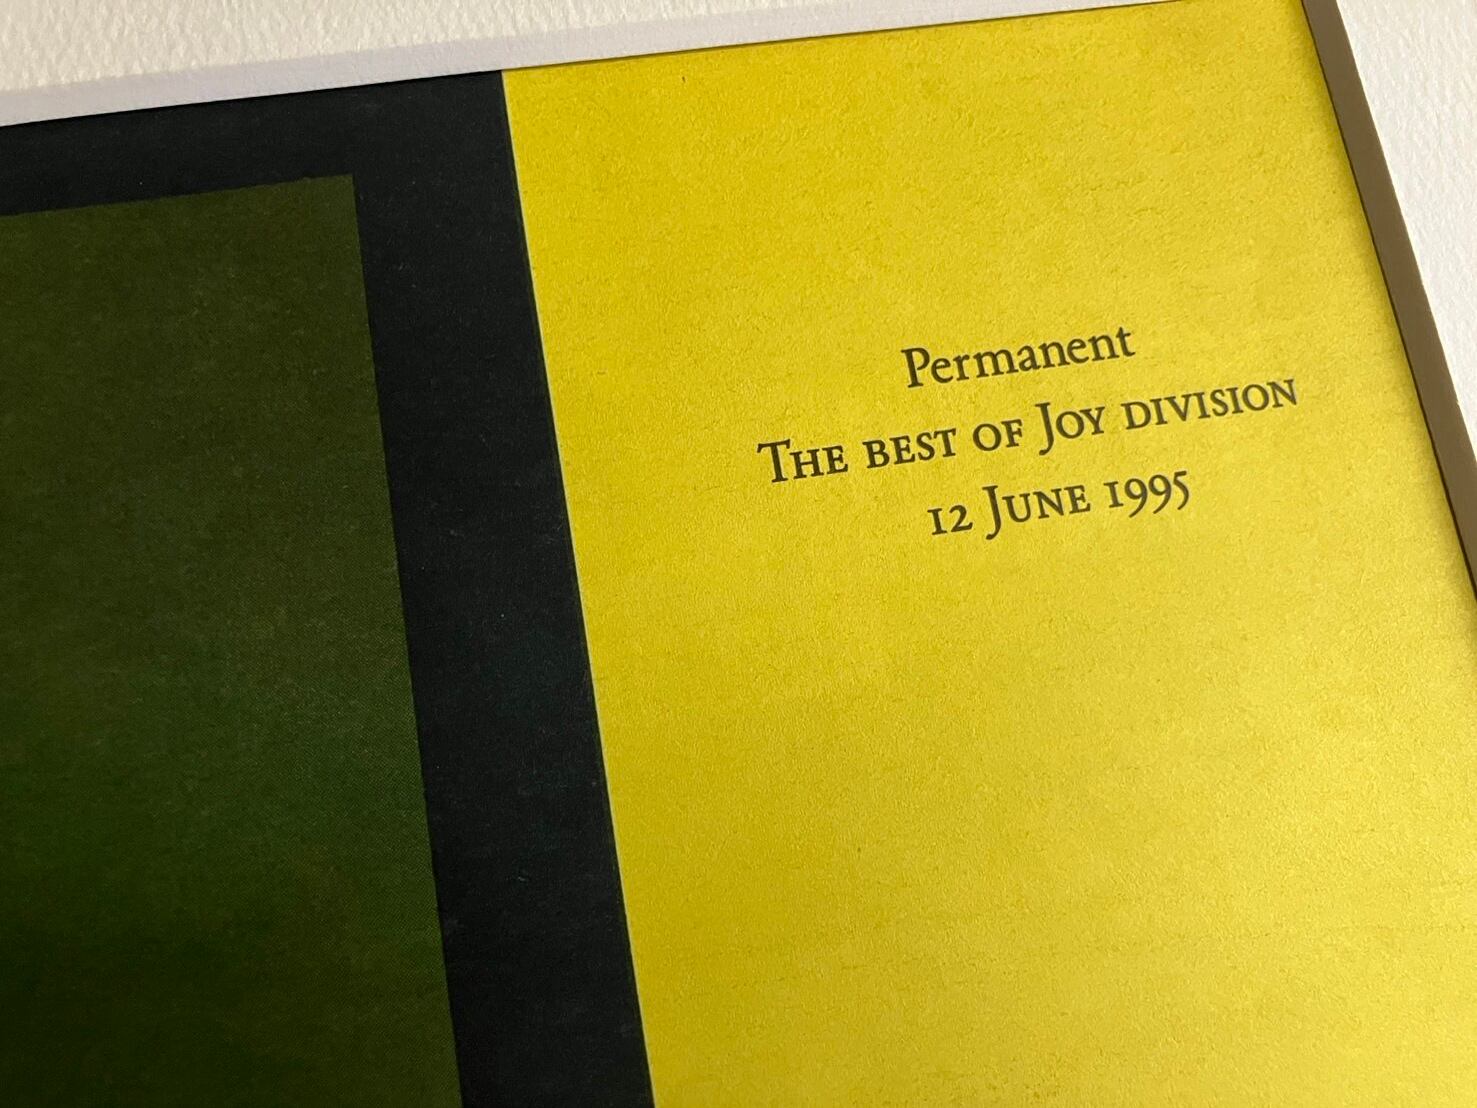 Permanent
The best of Joy division
12 June 1995